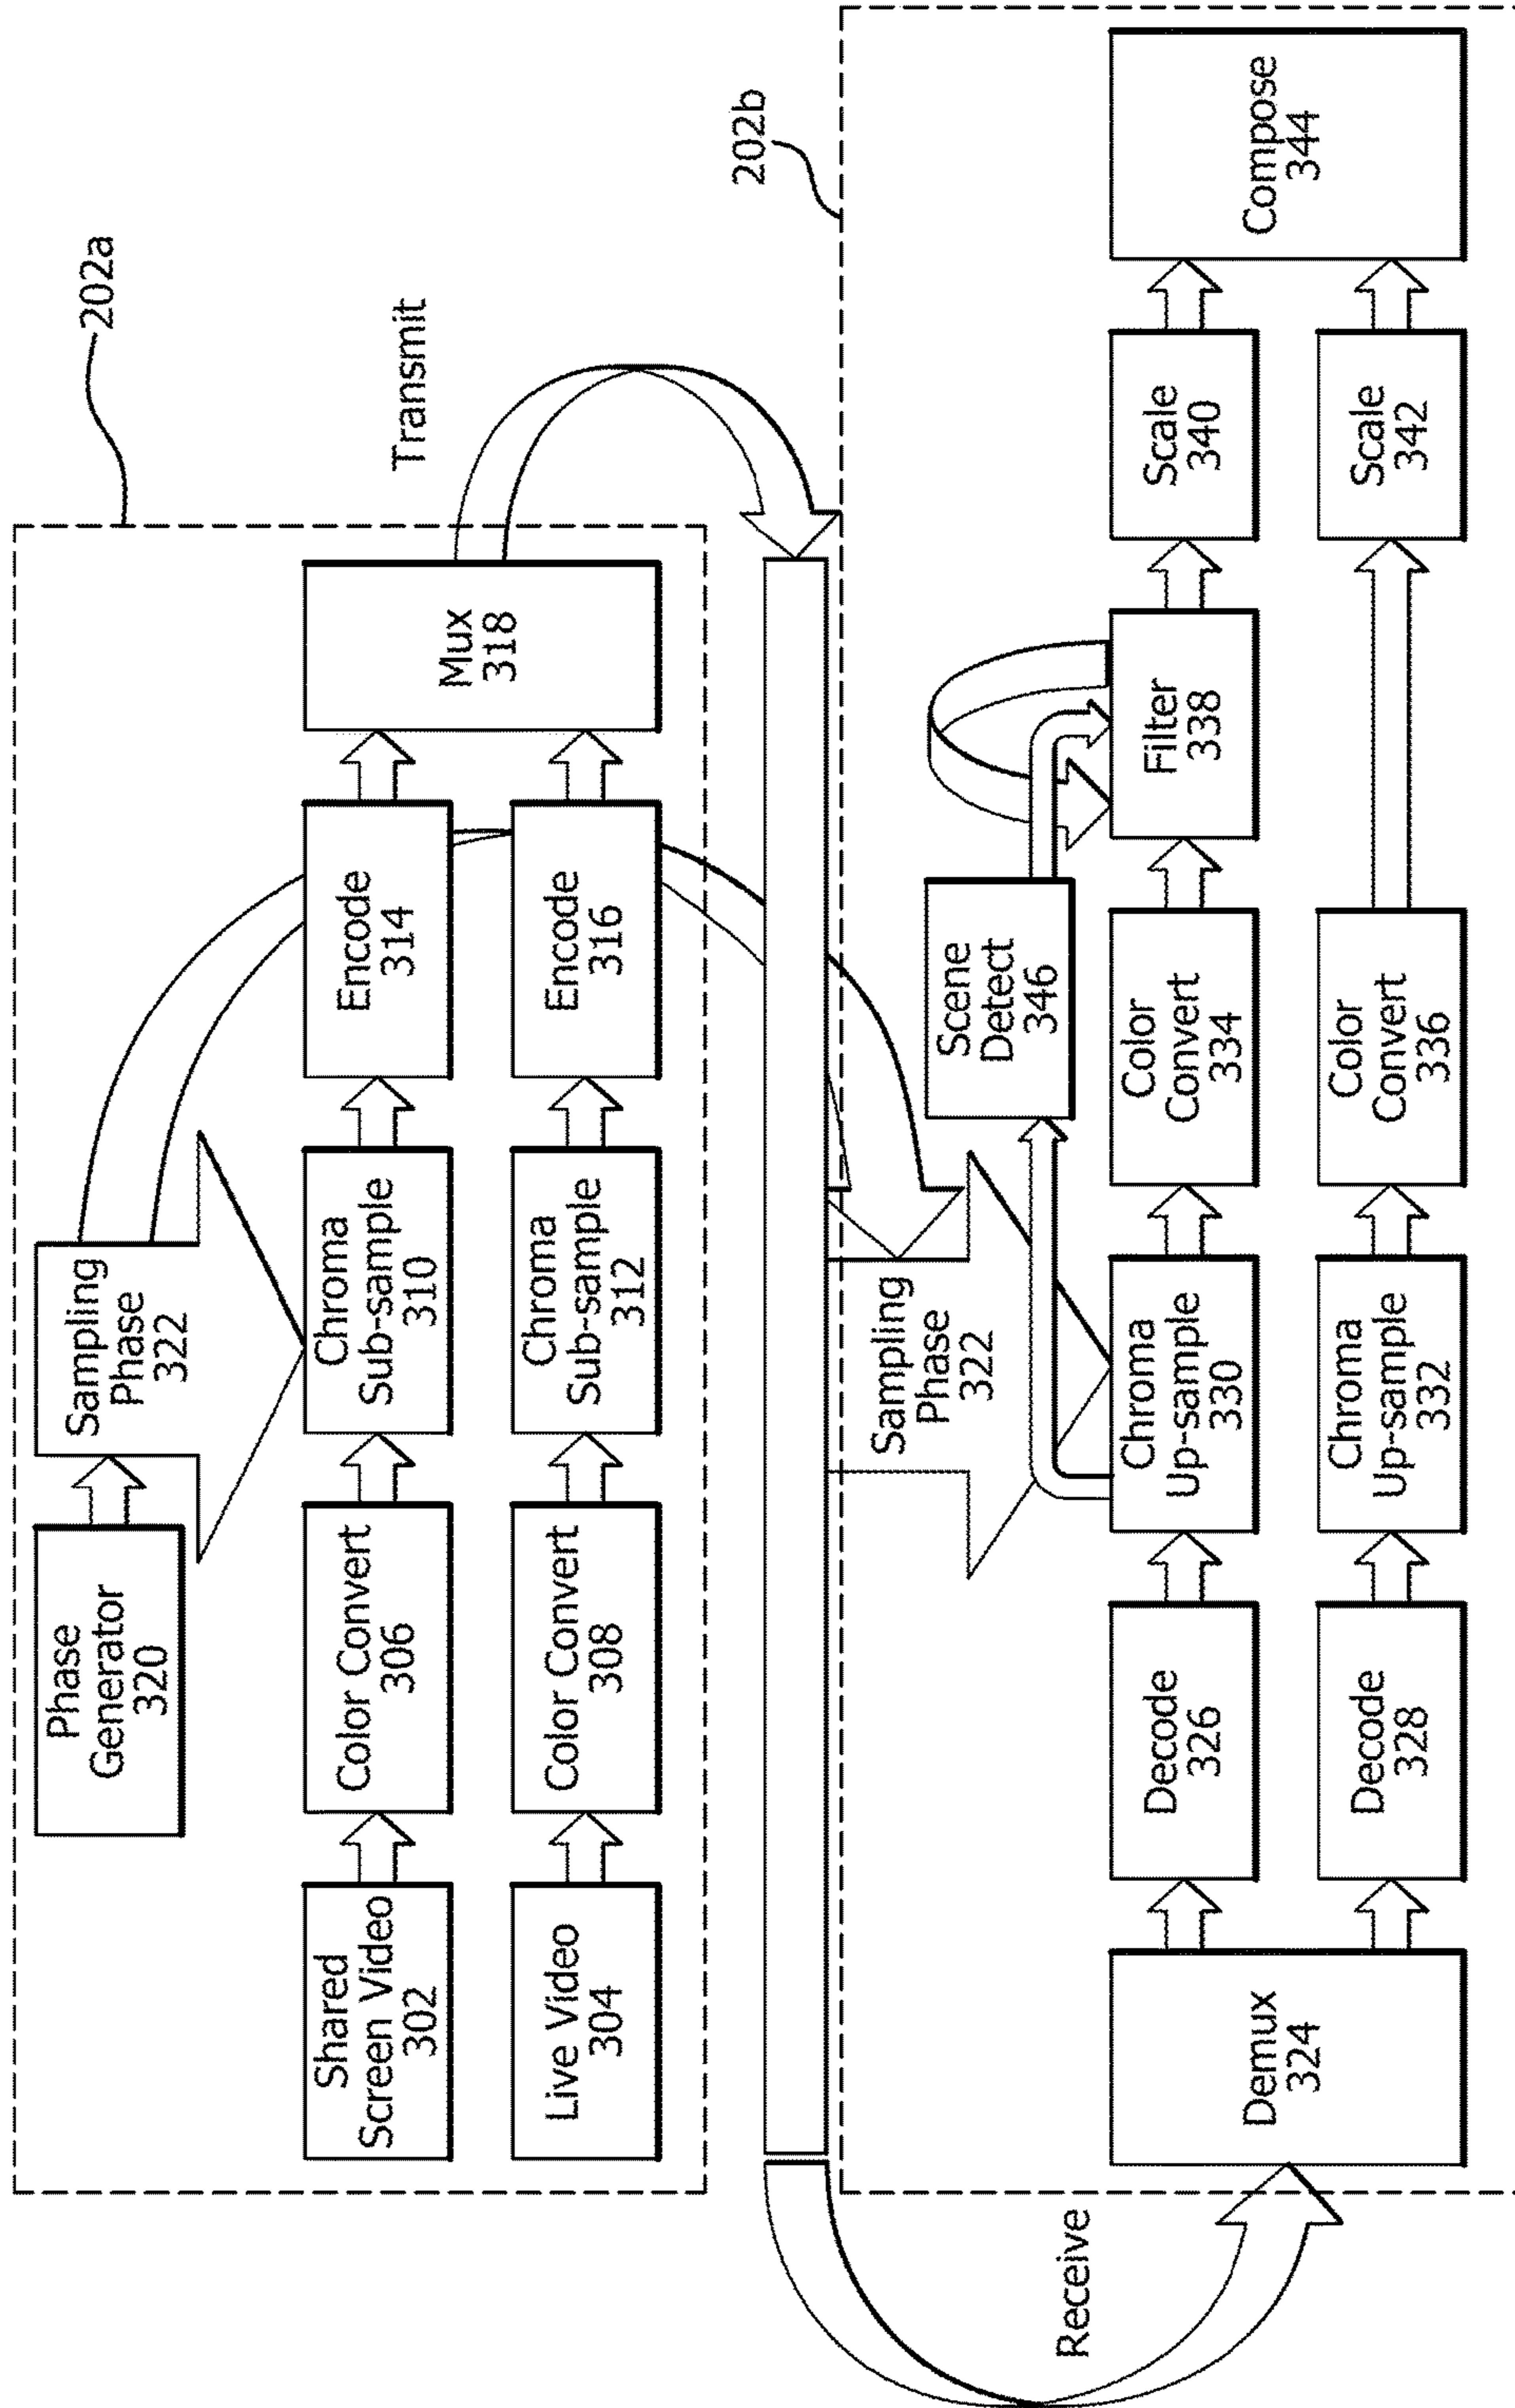 202a
Phase
Generator
320
Sampling
Phase
322
Shared
Screen Video
302
Color Convert
306
Chroma
Sub-sample
310
Encode
314
Mux
318
Transmit
Live Video
304
Color Convert
308
Chroma
Sub-sample
312
Encode
316
202b
Receive
Sampling
Phase
322
Scene
Detect
346
Demux
324
Decode
326
Chroma
Up-sample
330
Color
Convert
334
Filter
338
Scale
340
Compose
344
Decode
328
Chroma
Up-sample
332
Color
Convert
336
Scale
342